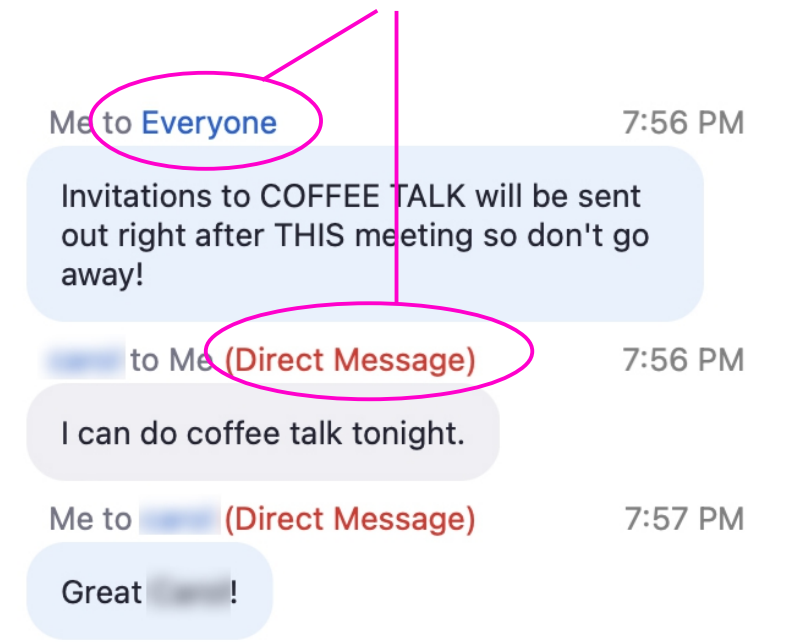 Me to Everyone 7:56 PM
Invitations to COFFEE TALK will be sent
out right after THIS meeting so don't go
away!
to Me (Direct Message) 7:56 PM
I can do coffee talk tonight.
Me to (Direct Message) 7:57 PM
Great !